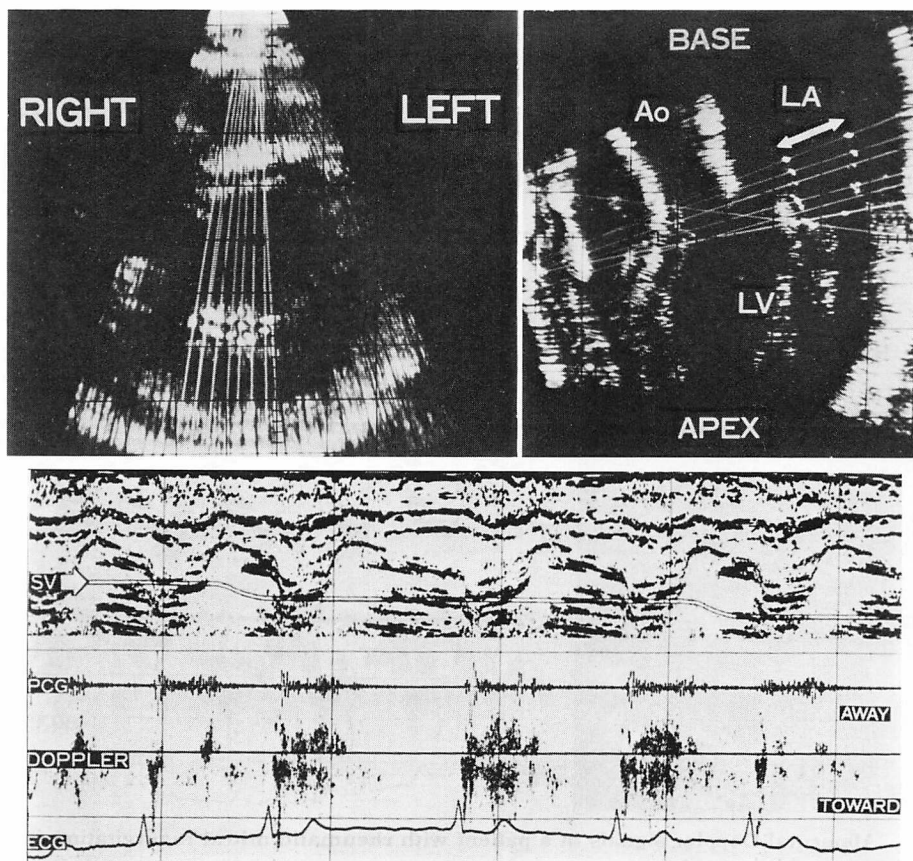 RIGHT
LEFT
BASE
Ao
LA
LV
APEX
SV
PCG
AWAY
DOPPLER
TOWARD
ECG